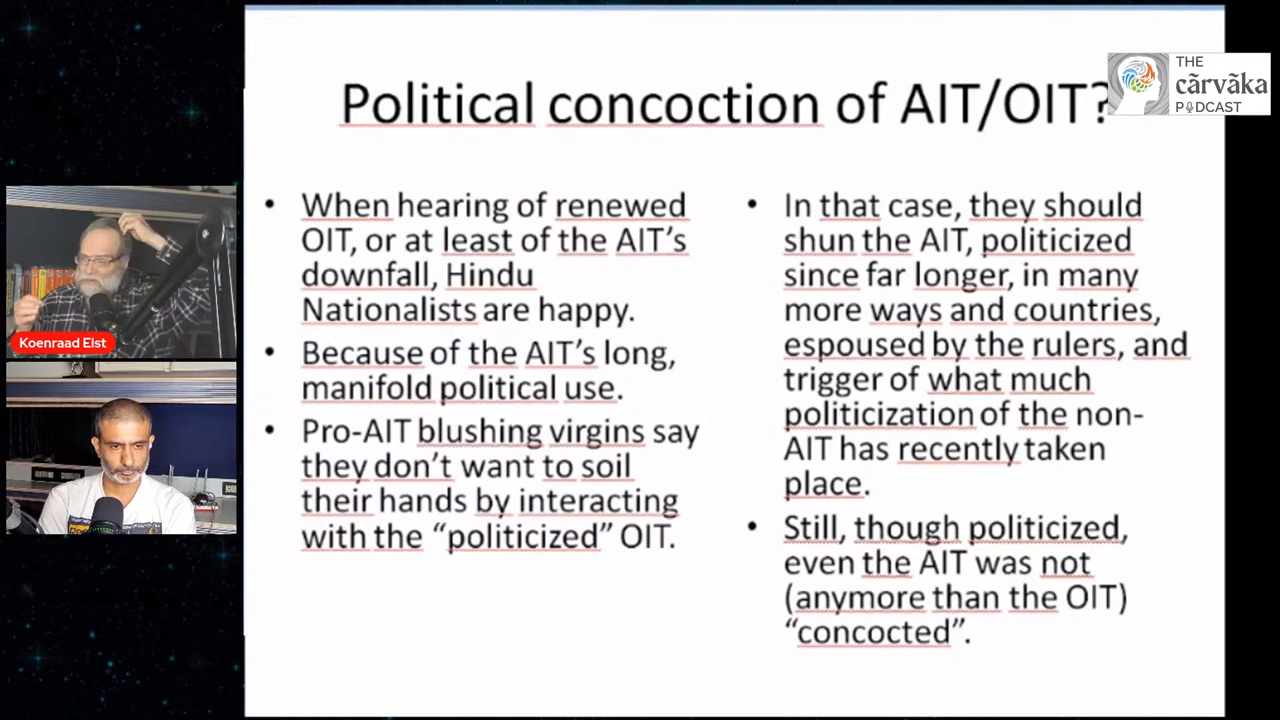 Political concoction of AIT/OIT?
THE
cārvāka
PODCAST
• When hearing of renewed
OIT, or at least of the AIT’s
downfall, Hindu
Nationalists are happy.
• Because of the AIT’s long,
manifold political use.
• Pro-AIT blushing virgins say
they don’t want to soil
their hands by interacting
with the “politicized” OIT.
• In that case, they should
shun the AIT, politicized
since far longer, in many
more ways and countries,
espoused by the rulers, and
trigger of what much
politicization of the non-
AIT has recently taken
place.
• Still, though politicized,
even the AIT was not
(anymore than the OIT)
“concocted”.
Koenraad Elst